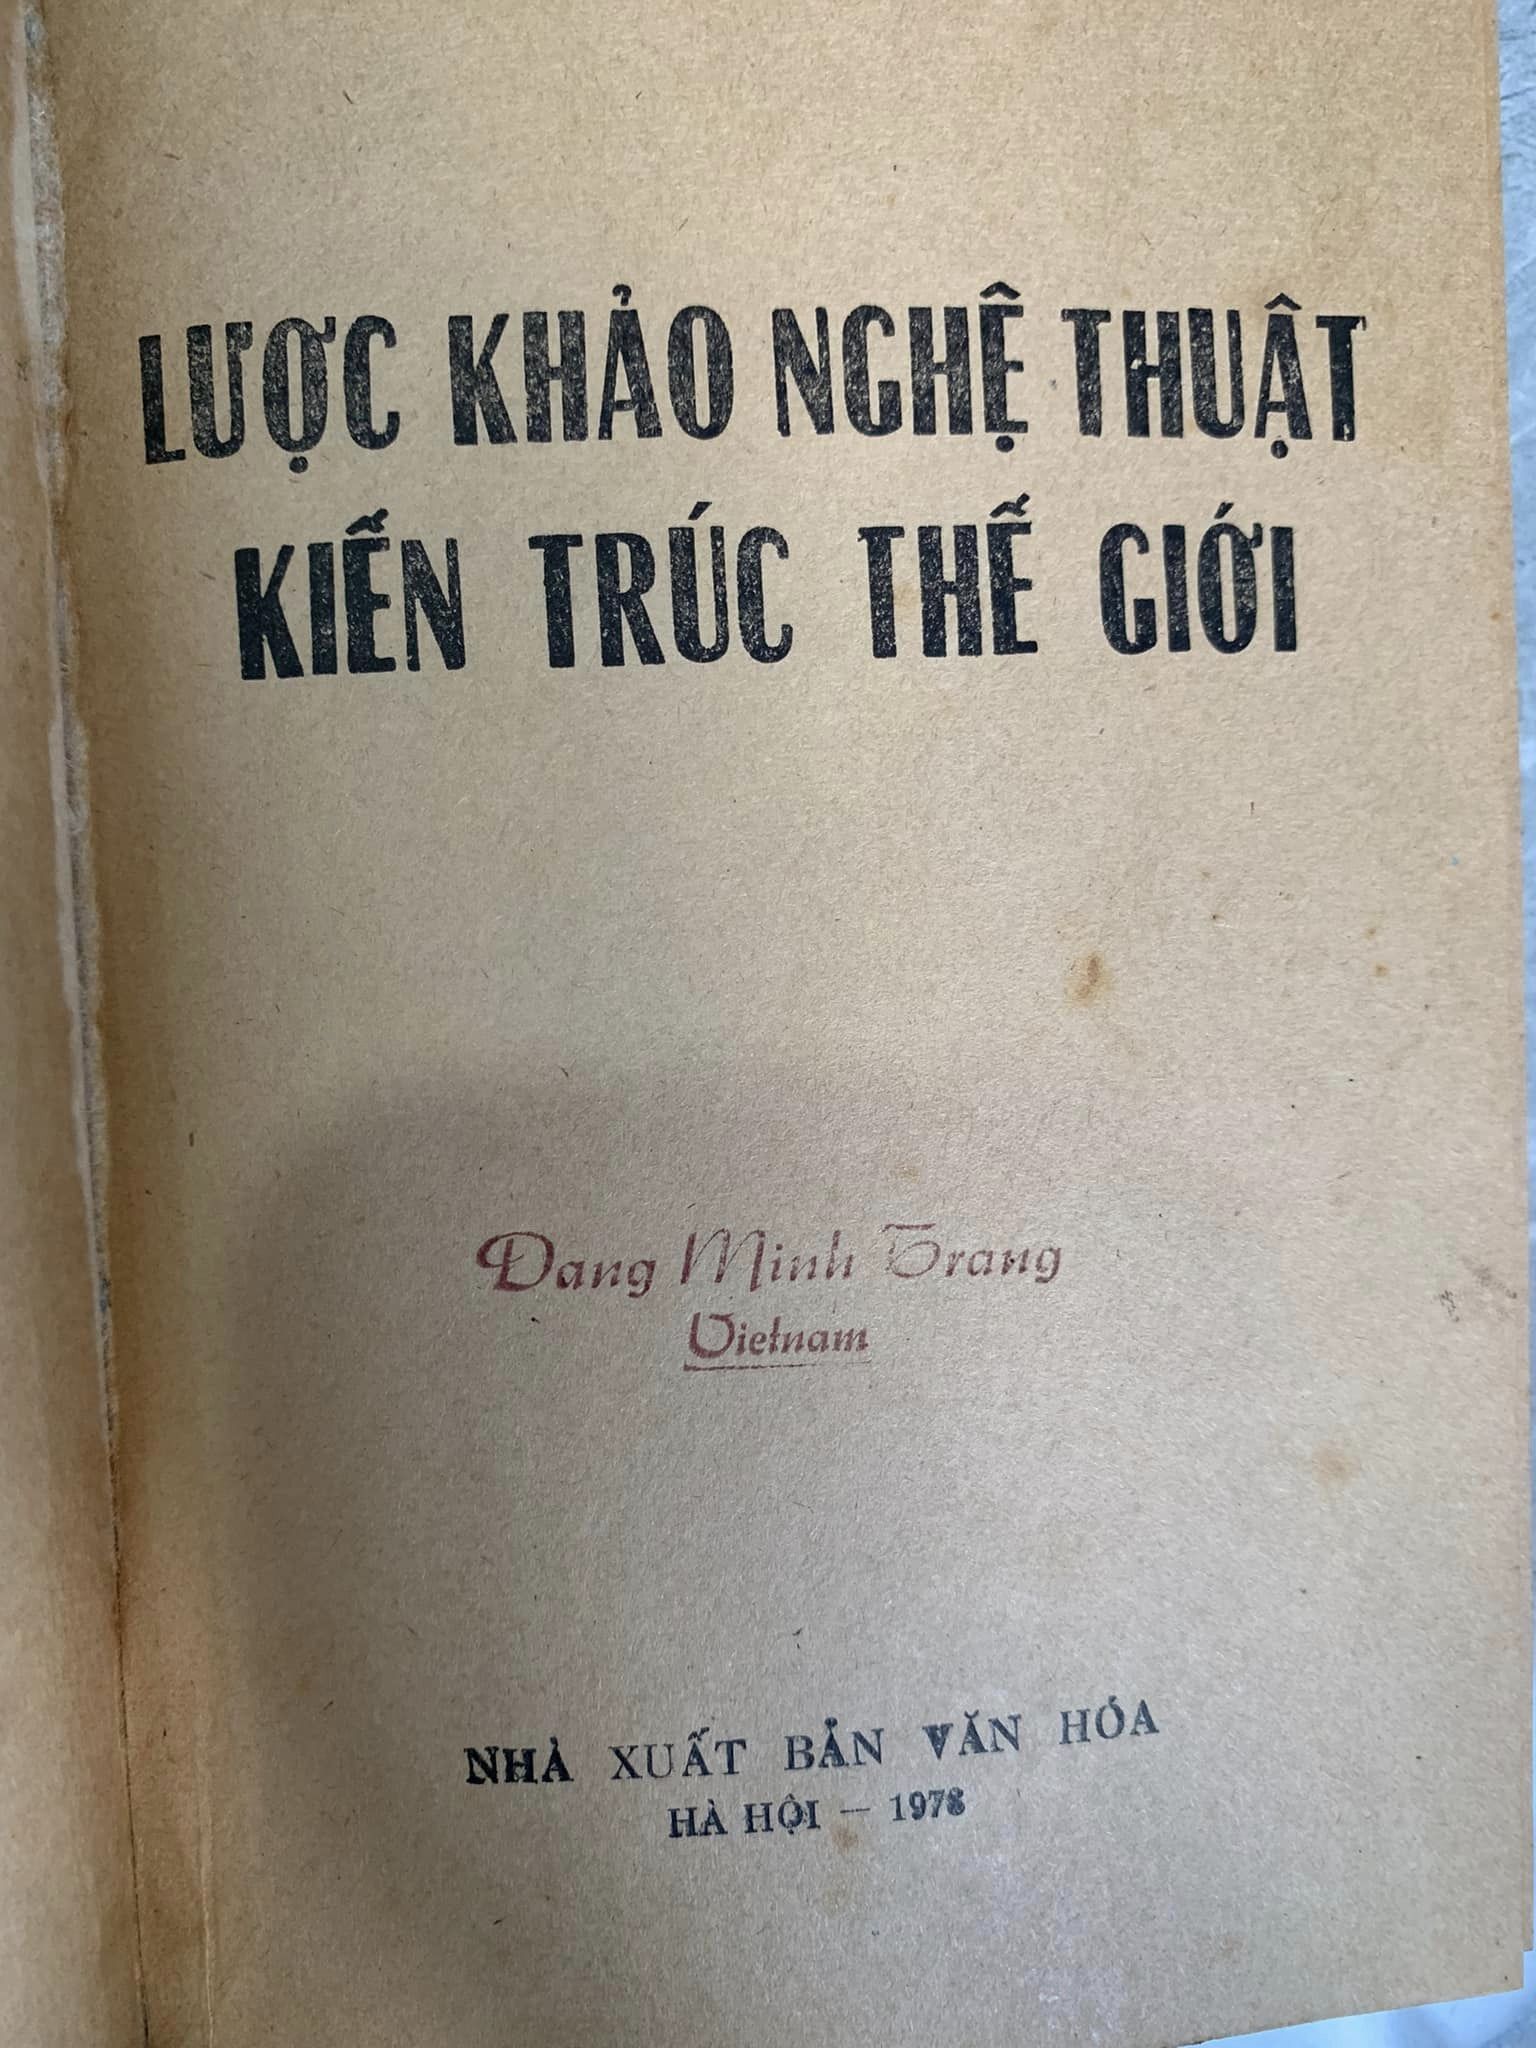 LƯỢC KHẢO NGHỆ THUẬT
KIẾN TRÚC THẾ GIỚI
Dang Minh Trang
Vietnam
NHÀ XUẤT BẢN VĂN HÓA
HÀ HỘI — 1978